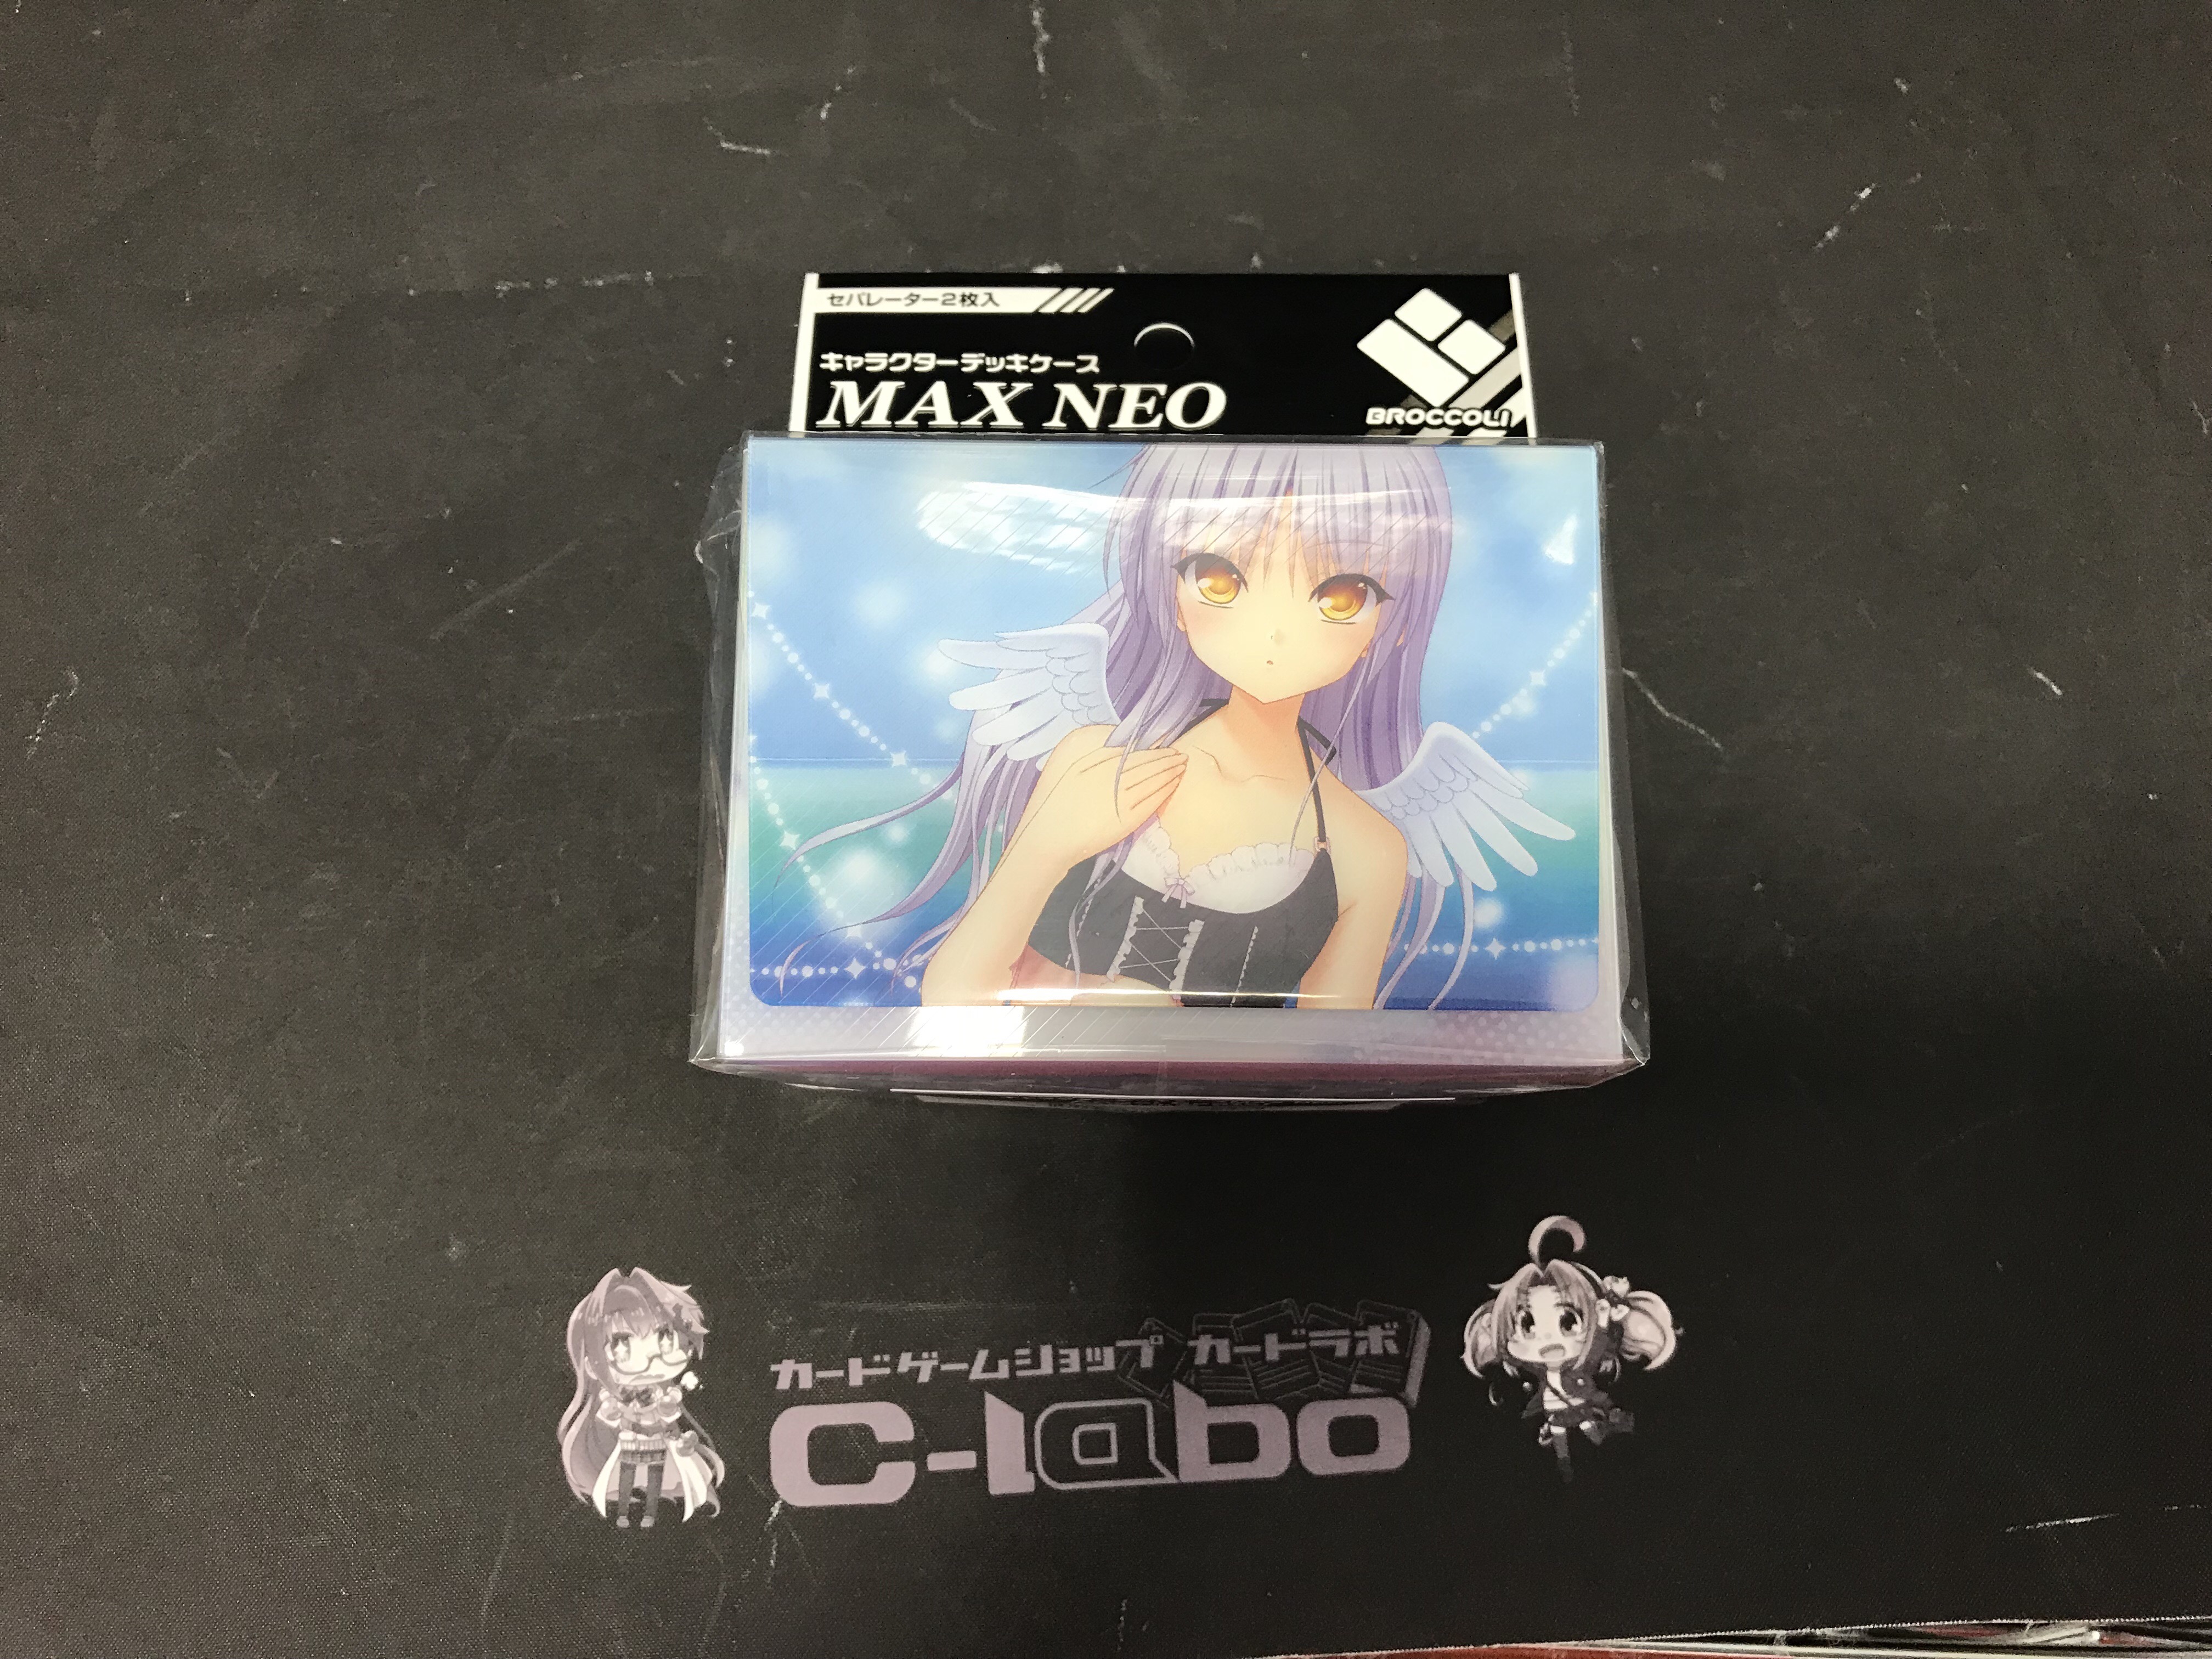 セパレーター2枚入
キャラクターデッキケース
MAX NEO
BROCCOLI
カードゲームショップ カードラボ
C-labo